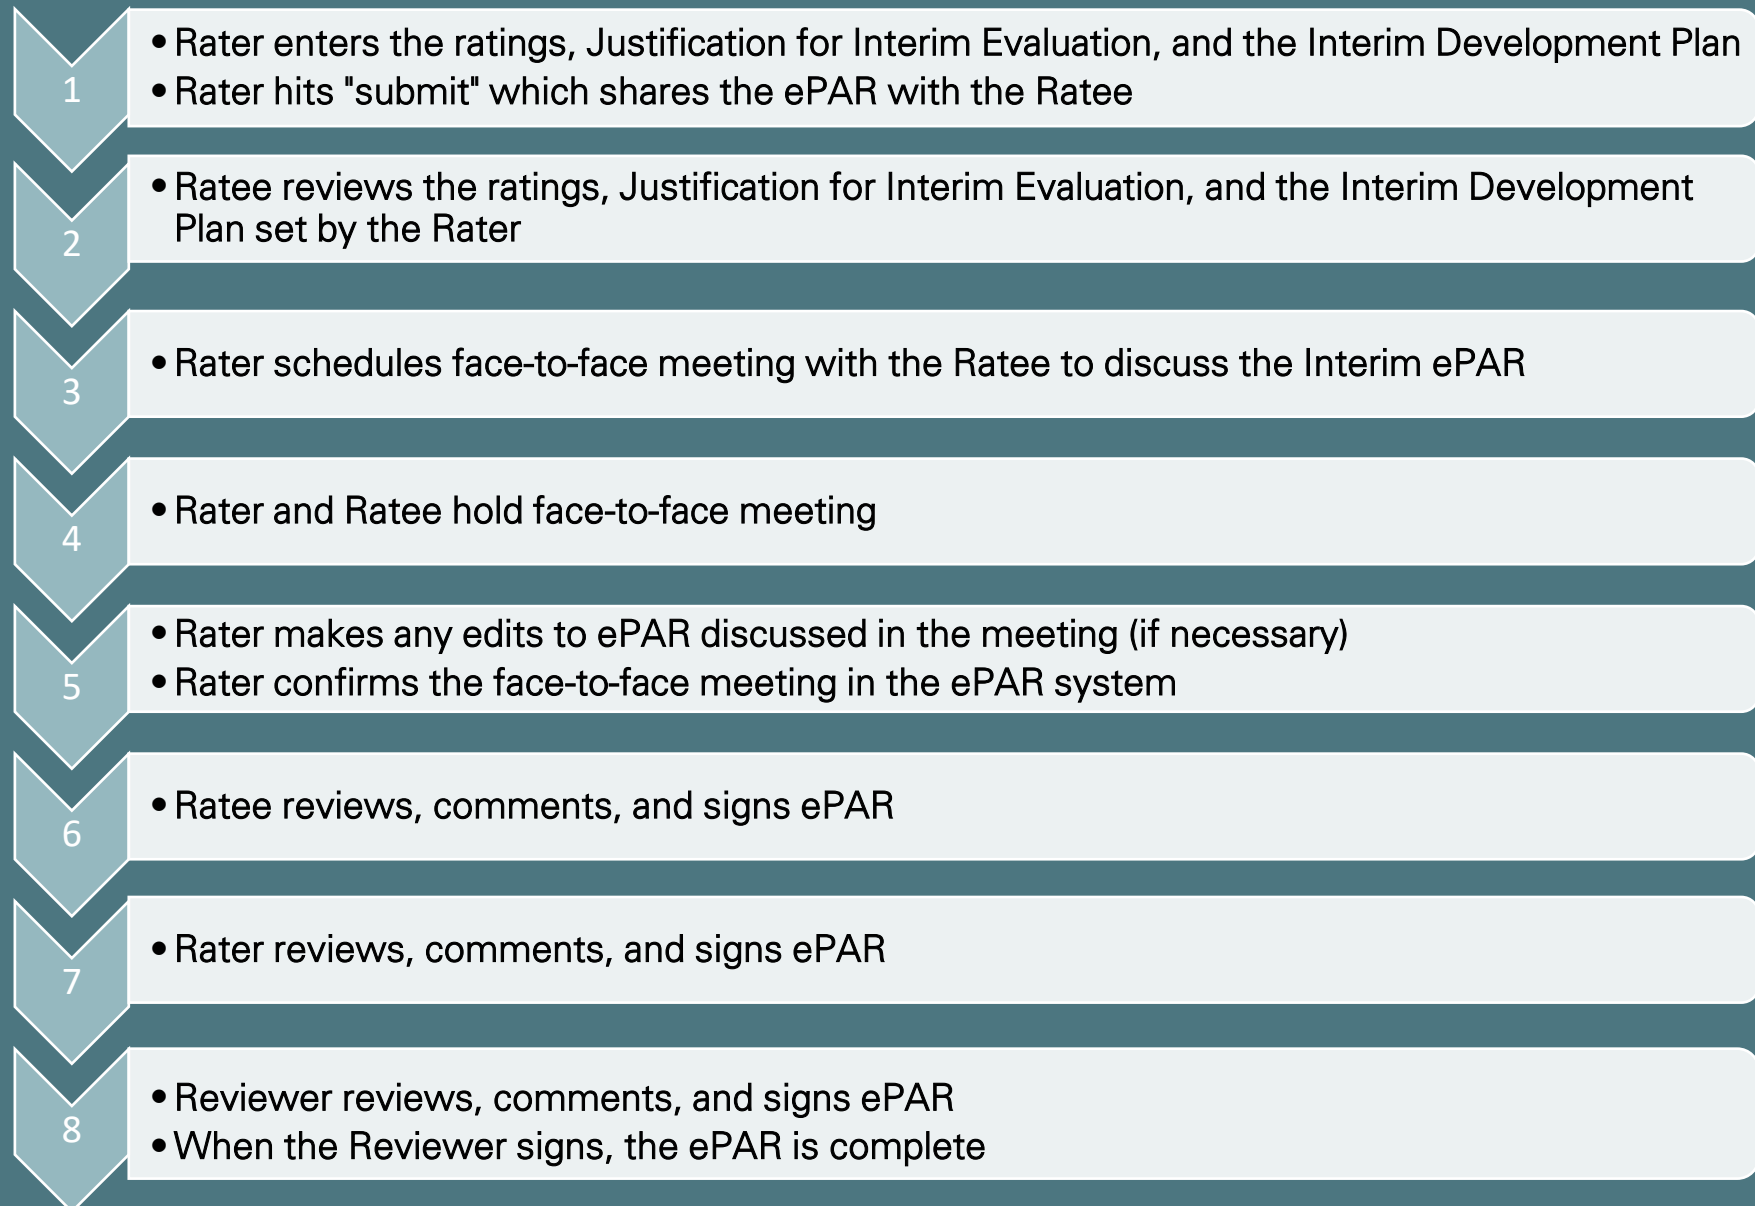 1
• Rater enters the ratings, Justification for Interim Evaluation, and the Interim Development Plan
• Rater hits "submit" which shares the ePAR with the Ratee
2
• Ratee reviews the ratings, Justification for Interim Evaluation, and the Interim Development
Plan set by the Rater
3
• Rater schedules face-to-face meeting with the Ratee to discuss the Interim ePAR
4
• Rater and Ratee hold face-to-face meeting
5
• Rater makes any edits to ePAR discussed in the meeting (if necessary)
• Rater confirms the face-to-face meeting in the ePAR system
6
• Ratee reviews, comments, and signs ePAR
7
• Rater reviews, comments, and signs ePAR
8
• Reviewer reviews, comments, and signs ePAR
• When the Reviewer signs, the ePAR is complete